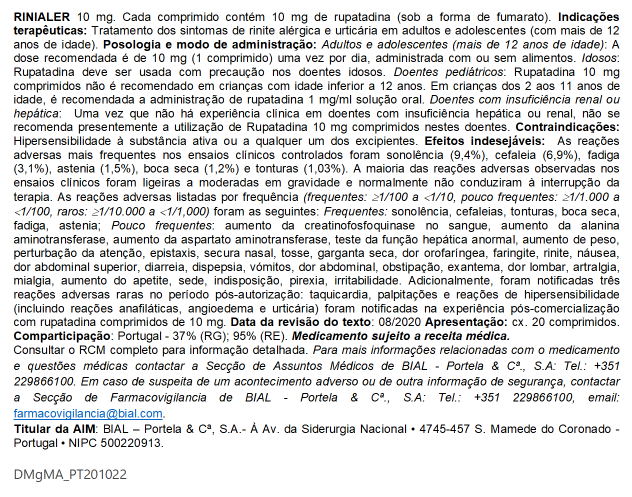 RINIALER 10 mg. Cada comprimido contém 10 mg de rupatadina (sob a forma de fumarato). Indicações
terapêuticas: Tratamento dos sintomas de rinite alérgica e urticária em adultos e adolescentes (com mais de 12
anos de idade). Posologia e modo de administração: Adultos e adolescentes (mais de 12 anos de idade): A
dose recomendada é de 10 mg (1 comprimido) uma vez por dia, administrada com ou sem alimentos. Idosos:
Rupatadina deve ser usada com precaução nos doentes idosos. Doentes pediátricos: Rupatadina 10 mg
comprimidos não é recomendado em crianças com idade inferior a 12 anos. Em crianças dos 2 aos 11 anos de
idade, é recomendada a administração de rupatadina 1 mg/ml solução oral. Doentes com insuficiência renal ou
hepática: Uma vez que não há experiência clínica em doentes com insuficiência hepática ou renal, não se
recomenda presentemente a utilização de Rupatadina 10 mg comprimidos nestes doentes. Contraindicações:
Hipersensibilidade à substância ativa ou a qualquer um dos excipientes. Efeitos indesejáveis: As reações
adversas mais frequentes nos ensaios clínicos controlados foram sonolência (9,4%), cefaleia (6,9%), fadiga
(3,1%), astenia (1,5%), boca seca (1,2%) e tonturas (1,03%). A maioria das reações adversas observadas nos
ensaios clínicos foram ligeiras a moderadas em gravidade e normalmente não conduziram à interrupção da
terapia. As reações adversas listadas por frequência (frequentes: ≥1/100 a <1/10, pouco frequentes: ≥1/1.000 a
<1/100, raros: ≥1/10.000 a <1/1,000) foram as seguintes: Frequentes: sonolência, cefaleias, tonturas, boca seca,
fadiga, astenia; Pouco frequentes: aumento da creatinofosfoquinase no sangue, aumento da alanina
aminotransferase, aumento da aspartato aminotransferase, teste da função hepática anormal, aumento de peso,
perturbação da atenção, epistaxis, secura nasal, tosse, garganta seca, dor orofaríngea, faringite, rinite, náusea,
dor abdominal superior, diarreia, dispepsia, vómitos, dor abdominal, obstipação, exantema, dor lombar, artralgia,
mialgia, aumento do apetite, sede, indisposição, pirexia, irritabilidade. Adicionalmente, foram notificadas três
reações adversas raras no período pós-autorização: taquicardia, palpitações e reações de hipersensibilidade
(incluindo reações anafiláticas, angioedema e urticária) foram notificadas na experiência pós-comercialização
com rupatadina comprimidos de 10 mg. Data da revisão do texto: 08/2020 Apresentação: cx. 20 comprimidos.
Comparticipação: Portugal - 37% (RG); 95% (RE). Medicamento sujeito a receita médica.
Consultar o RCM completo para informação detalhada. Para mais informações relacionadas com o medicamento
e questões médicas contactar a Secção de Assuntos Médicos de BIAL - Portela & Cª., S.A: Tel.: +351
229866100. Em caso de suspeita de um acontecimento adverso ou de outra informação de segurança, contactar
a Secção de Farmacovigilancia de BIAL - Portela & Cª., S.A: Tel.: +351 229866100, email:
farmacovigilancia@bial.com.
Titular da AIM: BIAL – Portela & Cª, S.A.- À Av. da Siderurgia Nacional • 4745-457 S. Mamede do Coronado -
Portugal • NIPC 500220913.
DMgMA_PT201022